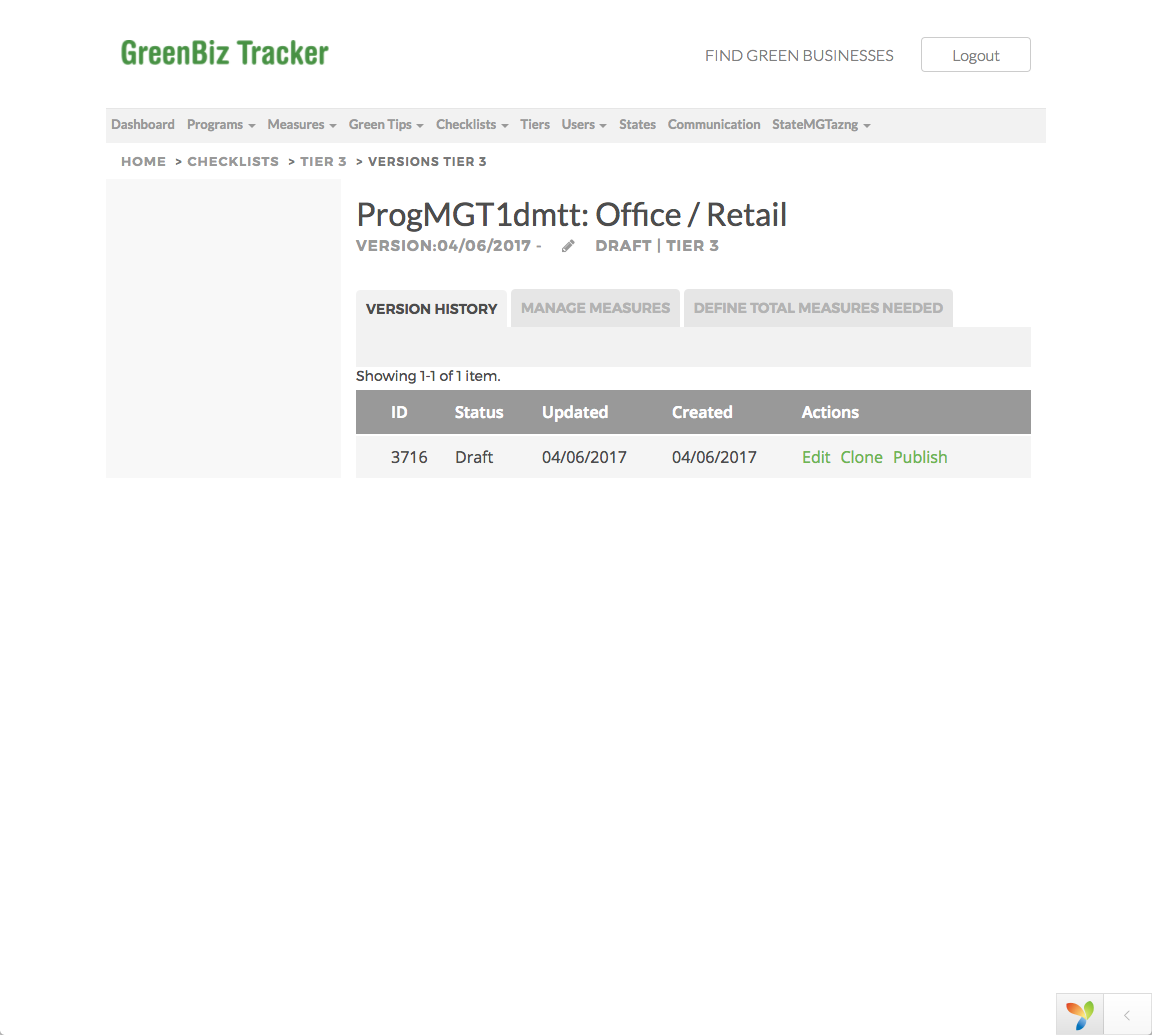 GreenBiz Tracker
FIND GREEN BUSINESSES
Logout
Dashboard Programs Measures Green Tips Checklists Tiers Users States Communication StateMGTazng
HOME > CHECKLISTS > TIER 3 > VERSIONS TIER 3
ProgMGT1dmtt: Office / Retail
VERSION:04/06/2017 - DRAFT | TIER 3
VERSION HISTORY MANAGE MEASURES DEFINE TOTAL MEASURES NEEDED
Showing 1-1 of 1 item.
ID Status Updated Created Actions
3716 Draft 04/06/2017 04/06/2017 Edit Clone Publish